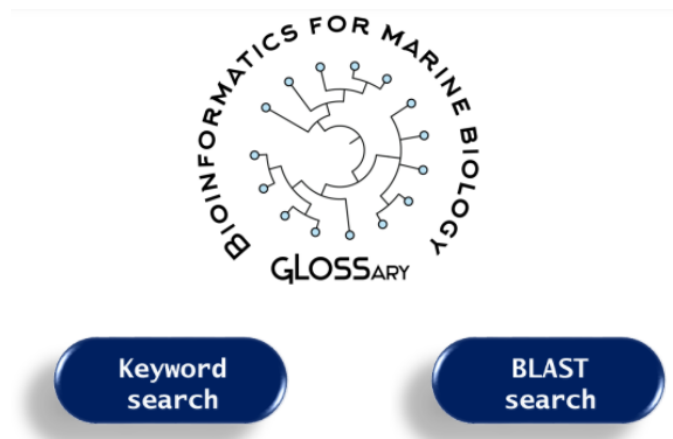 BIOINFORMATICS FOR MARINE BIOLOGY
GLOSSARY
Keyword
search
BLAST
search